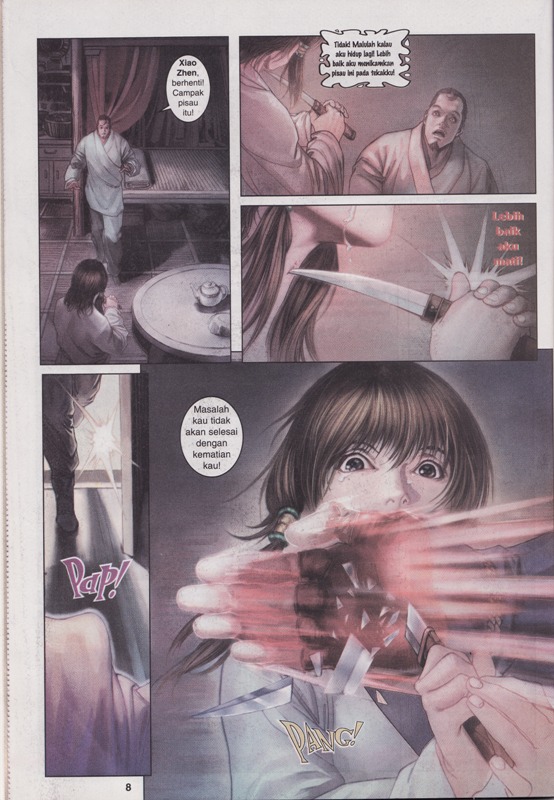 Xiao
Zhen,
berhenti!
Campak
pisau
itu!
Tidak! Malulah kalau
aku hidup lagi! Lebih
baik aku menikamkan
pisau ini pada tekakku!
Lebih
baik
aku
mati!
Masalah
kau tidak
akan selesai
dengan
kematian
kau!
Pap!
PANG!
8